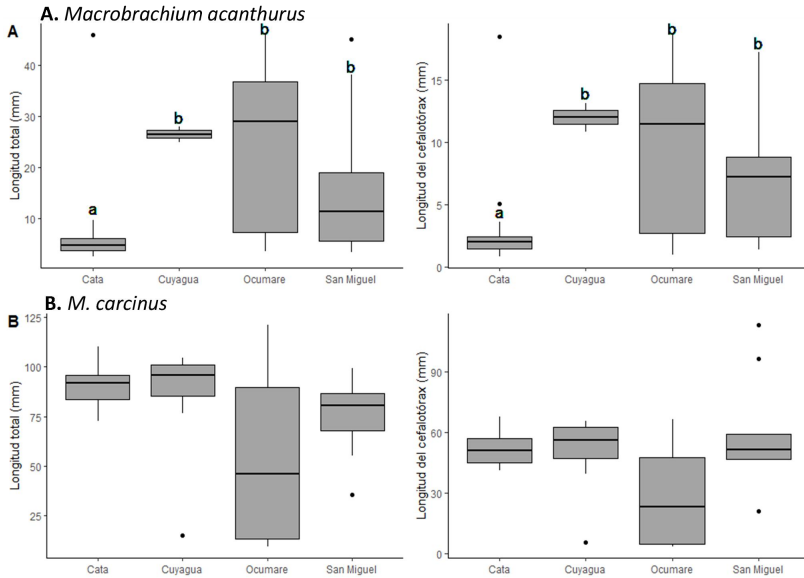 A. Macrobrachium acanthurus
A
Longitud total (mm)
40
30
20
10
a
b
b
b
Cata
Cuyagua
Ocumare
San Miguel
Longitud del cefalotórax (mm)
15
10
5
0
a
b
b
b
Cata
Cuyagua
Ocumare
San Miguel
B. M. carcinus
B
Longitud total (mm)
125
100
75
50
25
Cata
Cuyagua
Ocumare
San Miguel
Longitud del cefalotórax (mm)
90
60
30
0
Cata
Cuyagua
Ocumare
San Miguel